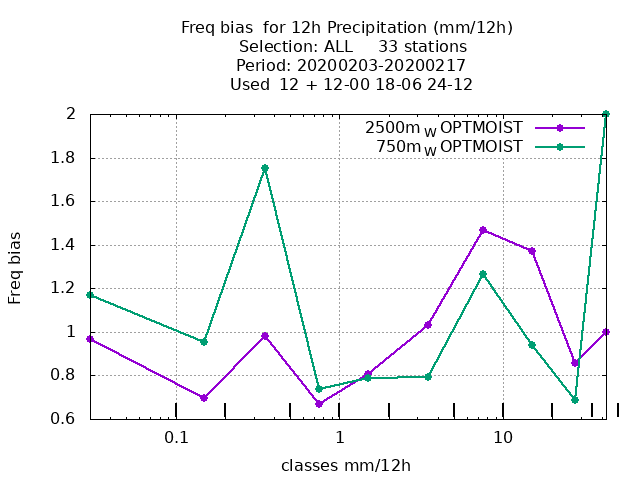 Freq bias  for 12h Precipitation (mm/12h)
Selection: ALL     33 stations
Period: 20200203-20200217
Used  12 + 12-00 18-06 24-12
2500m W OPTMOIST
750m W OPTMOIST
2
1.8
1.6
1.4
1.2
1
0.8
0.6
Freq bias
0.1 1 10
classes mm/12h